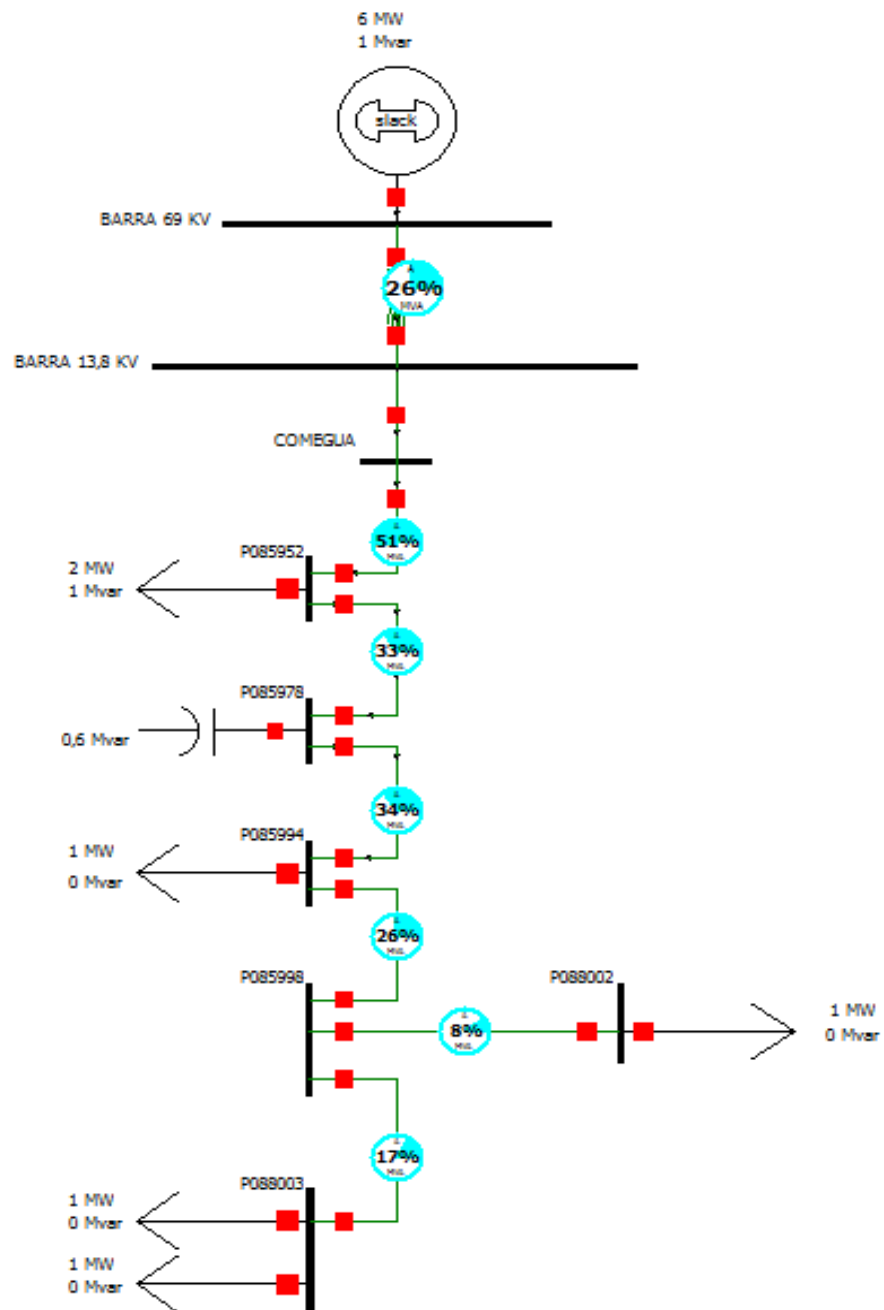 6 MW
1 Mvar
slack
BARRA 69 KV
A
26%
MVA
BARRA 13,8 KV
COMEGUA
51%
P085952
2 MW
1 Mvar
33%
P085978
0,6 Mvar
34%
P085994
1 MW
0 Mvar
26%
P085998
P088002
8%
1 MW
0 Mvar
17%
P088003
1 MW
0 Mvar
1 MW
0 Mvar